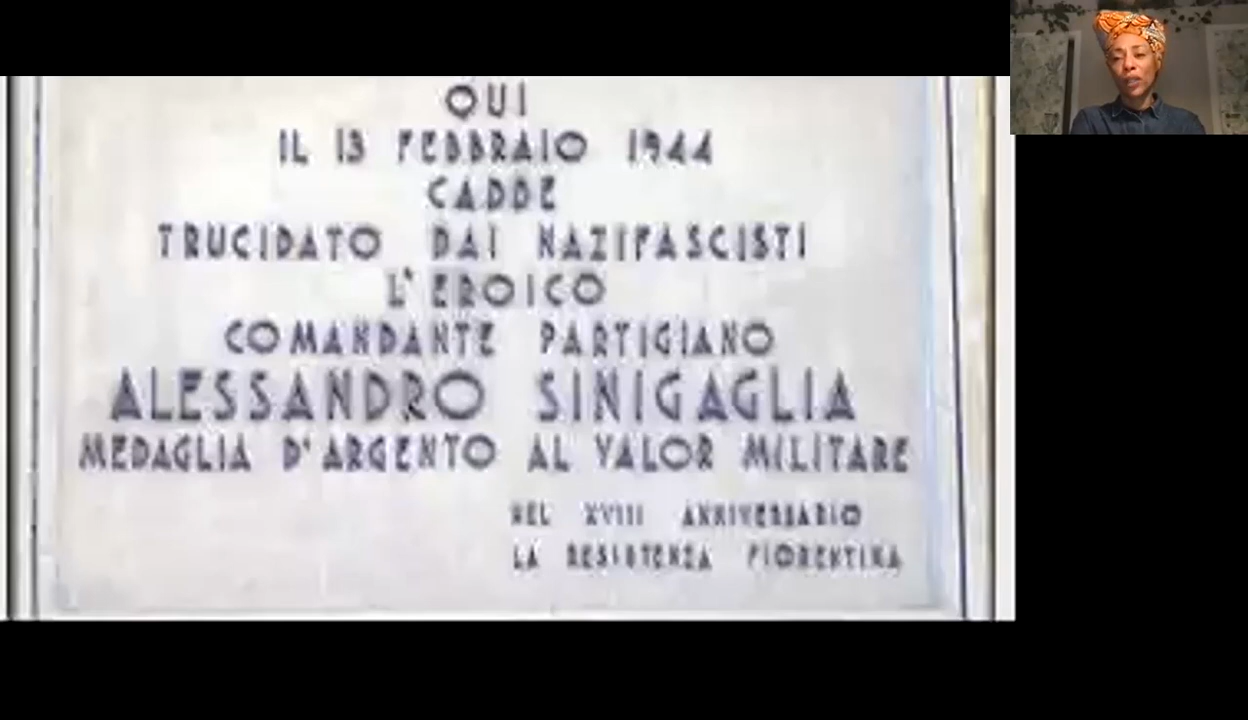 QUI
IL 13 FEBBRAIO 1944
CADDE
TRUCIDATO DAI NAZIFASCISTI
L'EROICO
COMANDANTE PARTIGIANO
ALESSANDRO SINIGAGLIA
MEDAGLIA D'ARGENTO AL VALOR MILITARE
NEL XVIII ANNIVERSARIO
LA RESISTENZA FIORENTINA